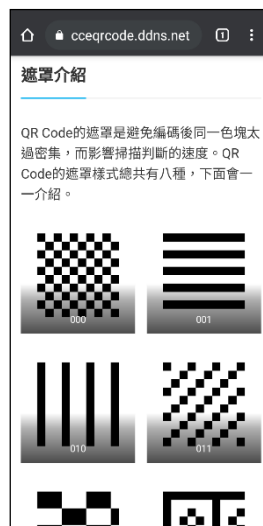 cceqrcode.ddns.net 1
遮罩介紹
QR Code的遮罩是避免編碼後同一色塊太
過密集，而影響掃描判斷的速度。QR
Code的遮罩樣式總共有八種，下面會一
一介紹。
000 001
010 011